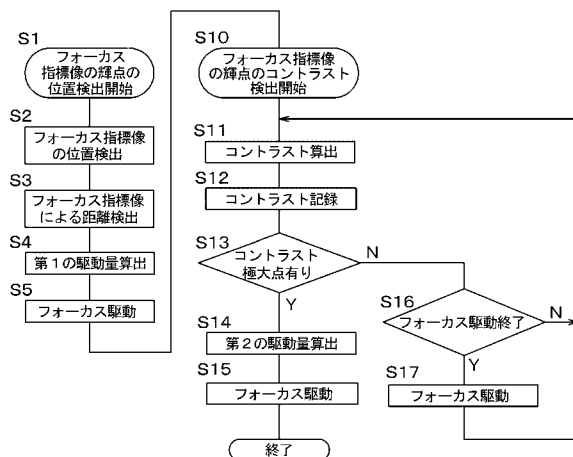 S1
フォーカス
指標像の輝点の
位置検出開始
S2
フォーカス指標像
の位置検出
S3
フォーカス指標像
による距離検出
S4
第1の駆動量算出
S5
フォーカス駆動
S10
フォーカス指標像
の輝点のコントラスト
検出開始
S11
コントラスト算出
S12
コントラスト記録
S13
コントラスト
極大点有り
N
Y
S14
第2の駆動量算出
S15
フォーカス駆動
終了
S16
フォーカス駆動終了
N
Y
S17
フォーカス駆動